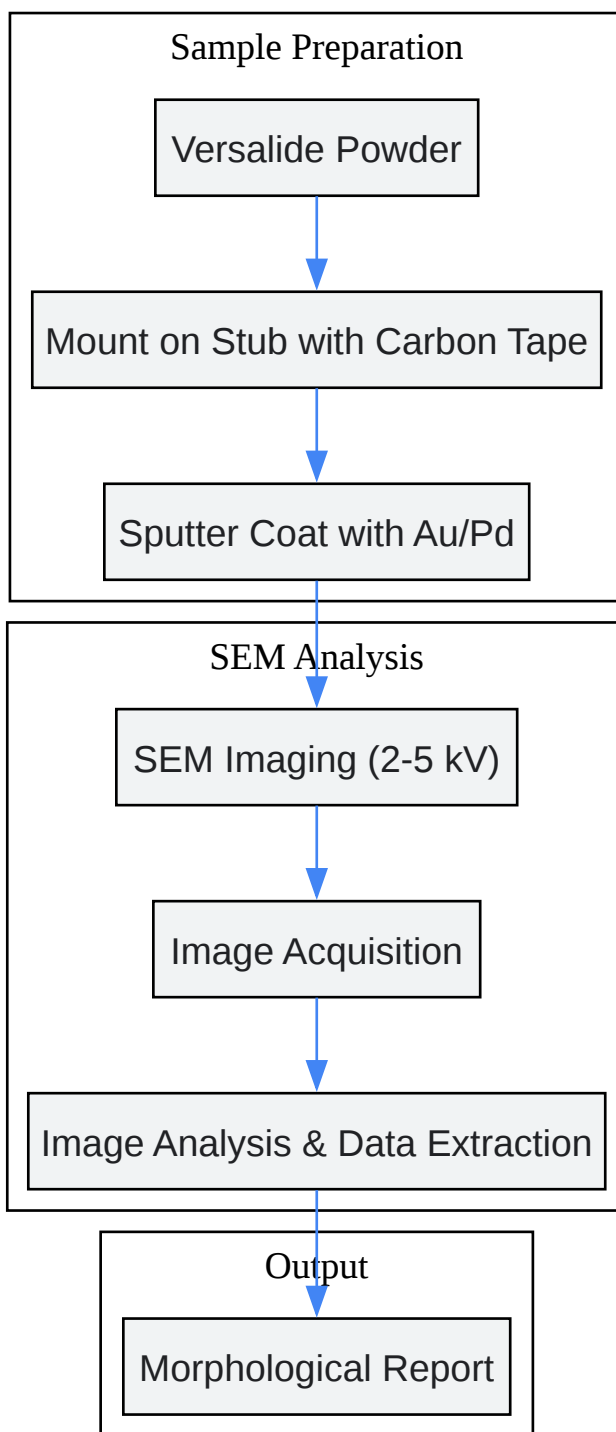 Sample Preparation
Versalide Powder
Mount on Stub with Carbon Tape
Sputter Coat with Au/Pd
SEM Analysis
SEM Imaging (2-5 kV)
Image Acquisition
Image Analysis & Data Extraction
Output
Morphological Report